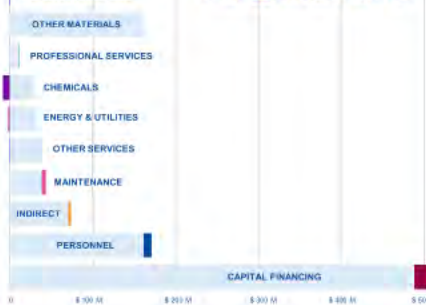 OTHER MATERIALS
PROFESSIONAL SERVICES
CHEMICALS
ENERGY & UTILITIES
OTHER SERVICES
MAINTENANCE
INDIRECT
PERSONNEL
CAPITAL FINANCING
0 $ 100 M $ 200 M $ 300 M $ 400 M